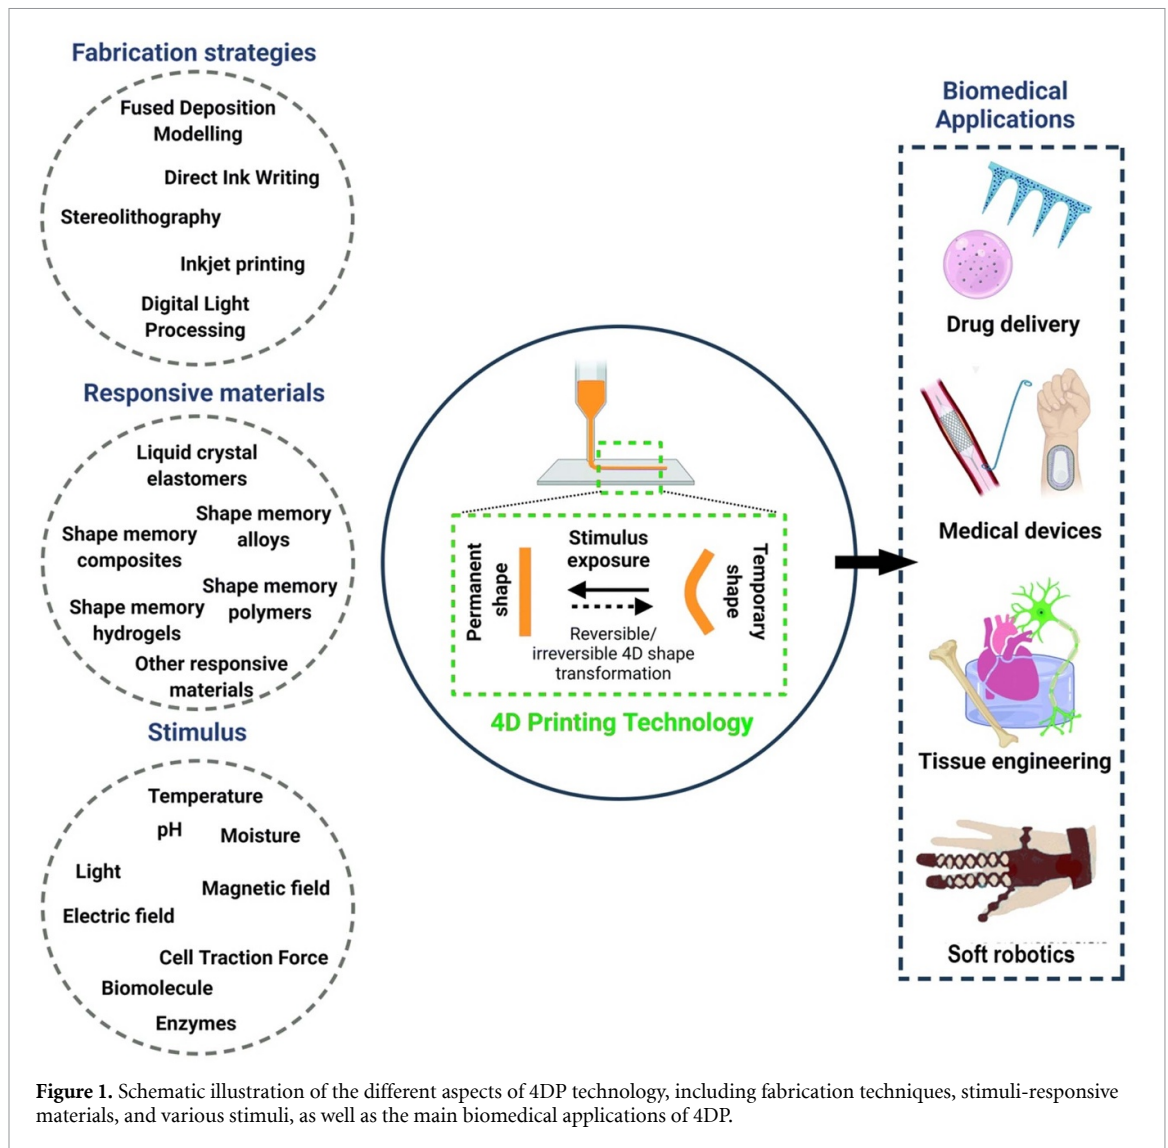 Fabrication strategies
Fused Deposition
Modelling
Direct Ink Writing
Stereolithography
Inkjet printing
Digital Light
Processing
Responsive materials
Liquid crystal
elastomers
Shape memory
alloys
Shape memory
composites
Shape memory
polymers
Shape memory
hydrogels
Other responsive
materials
Stimulus
Temperature
pH
Moisture
Light
Magnetic field
Electric field
Cell Traction Force
Biomolecule
Enzymes
Permanent
shape
Stimulus
exposure
Reversible/
irreversible 4D shape
transformation
Temporary
shape
4D Printing Technology
Biomedical
Applications
Drug delivery
Medical devices
Tissue engineering
Soft robotics
Figure 1. Schematic illustration of the different aspects of 4DP technology, including fabrication techniques, stimuli-responsive
materials, and various stimuli, as well as the main biomedical applications of 4DP.